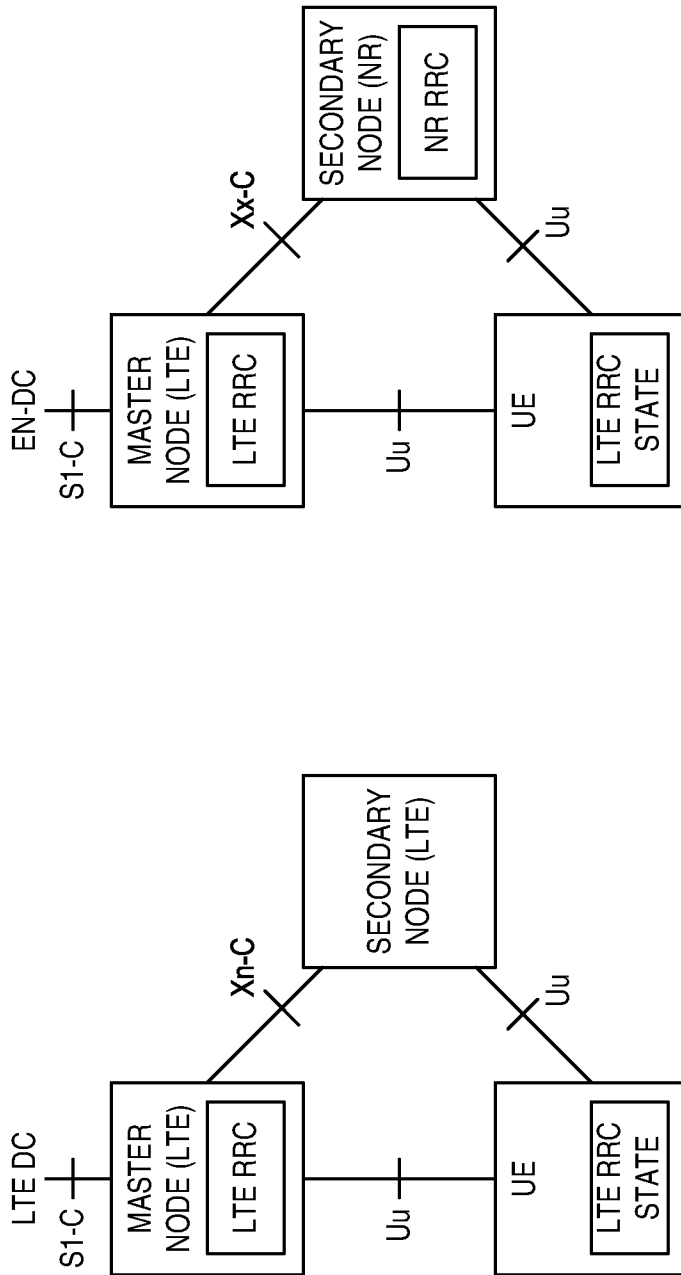 LTE DC
S1-C
MASTER
NODE (LTE)
LTE RRC
Xn-C
SECONDARY
NODE (LTE)
Uu
Uu
UE
LTE RRC
STATE
EN-DC
S1-C
MASTER
NODE (LTE)
LTE RRC
Xx-C
SECONDARY
NODE (NR)
NR RRC
Uu
Uu
UE
LTE RRC
STATE